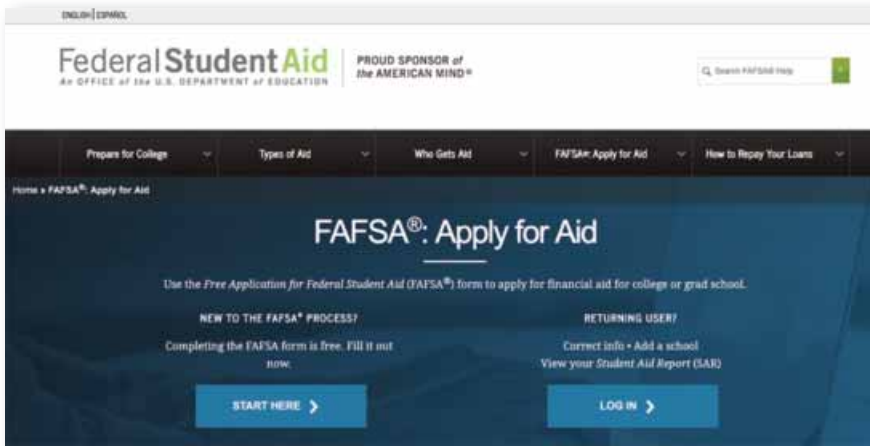 ENGLISH | ESPAÑOL
Federal Student Aid
An OFFICE of the U.S. DEPARTMENT of EDUCATION
PROUD SPONSOR of
the AMERICAN MIND®
Search FAFSA® Help
Prepare for College
Types of Aid
Who Gets Aid
FAFSA®: Apply for Aid
How to Repay Your Loans
Home » FAFSA®: Apply for Aid
FAFSA®: Apply for Aid
Use the Free Application for Federal Student Aid (FAFSA®) form to apply for financial aid for college or grad school.
NEW TO THE FAFSA® PROCESS?
Completing the FAFSA form is free. Fill it out
now.
START HERE
RETURNING USER?
Correct info • Add a school
View your Student Aid Report (SAR)
LOG IN